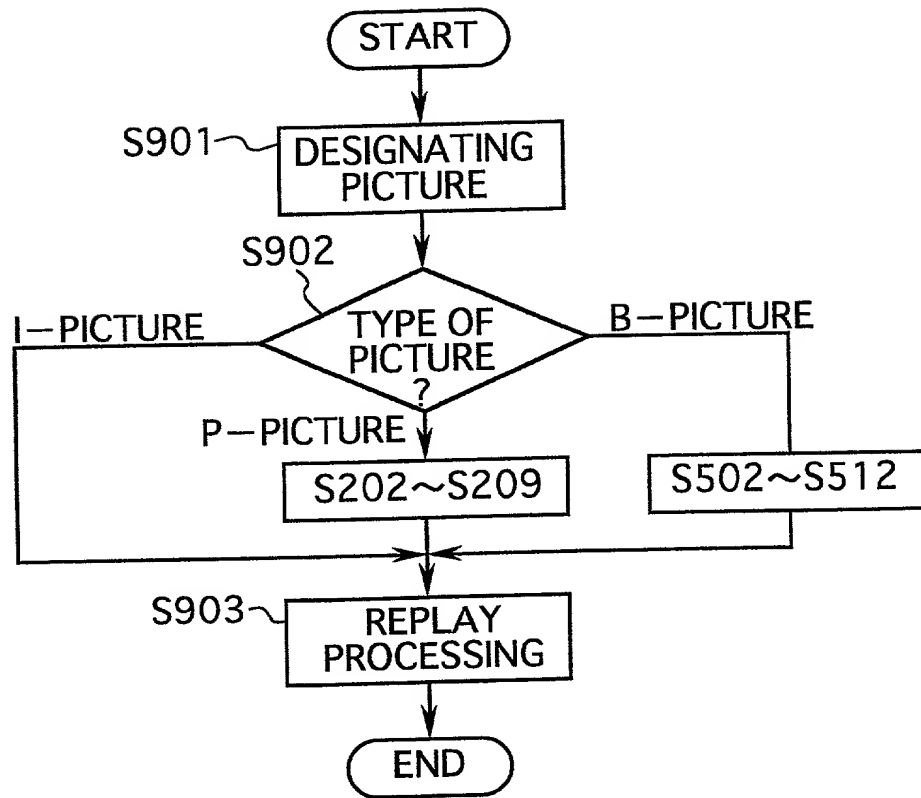 START
S901
DESIGNATING
PICTURE
S902
I-PICTURE
TYPE OF
PICTURE
?
B-PICTURE
P-PICTURE
S202~S209
S502~S512
S903
REPLAY
PROCESSING
END